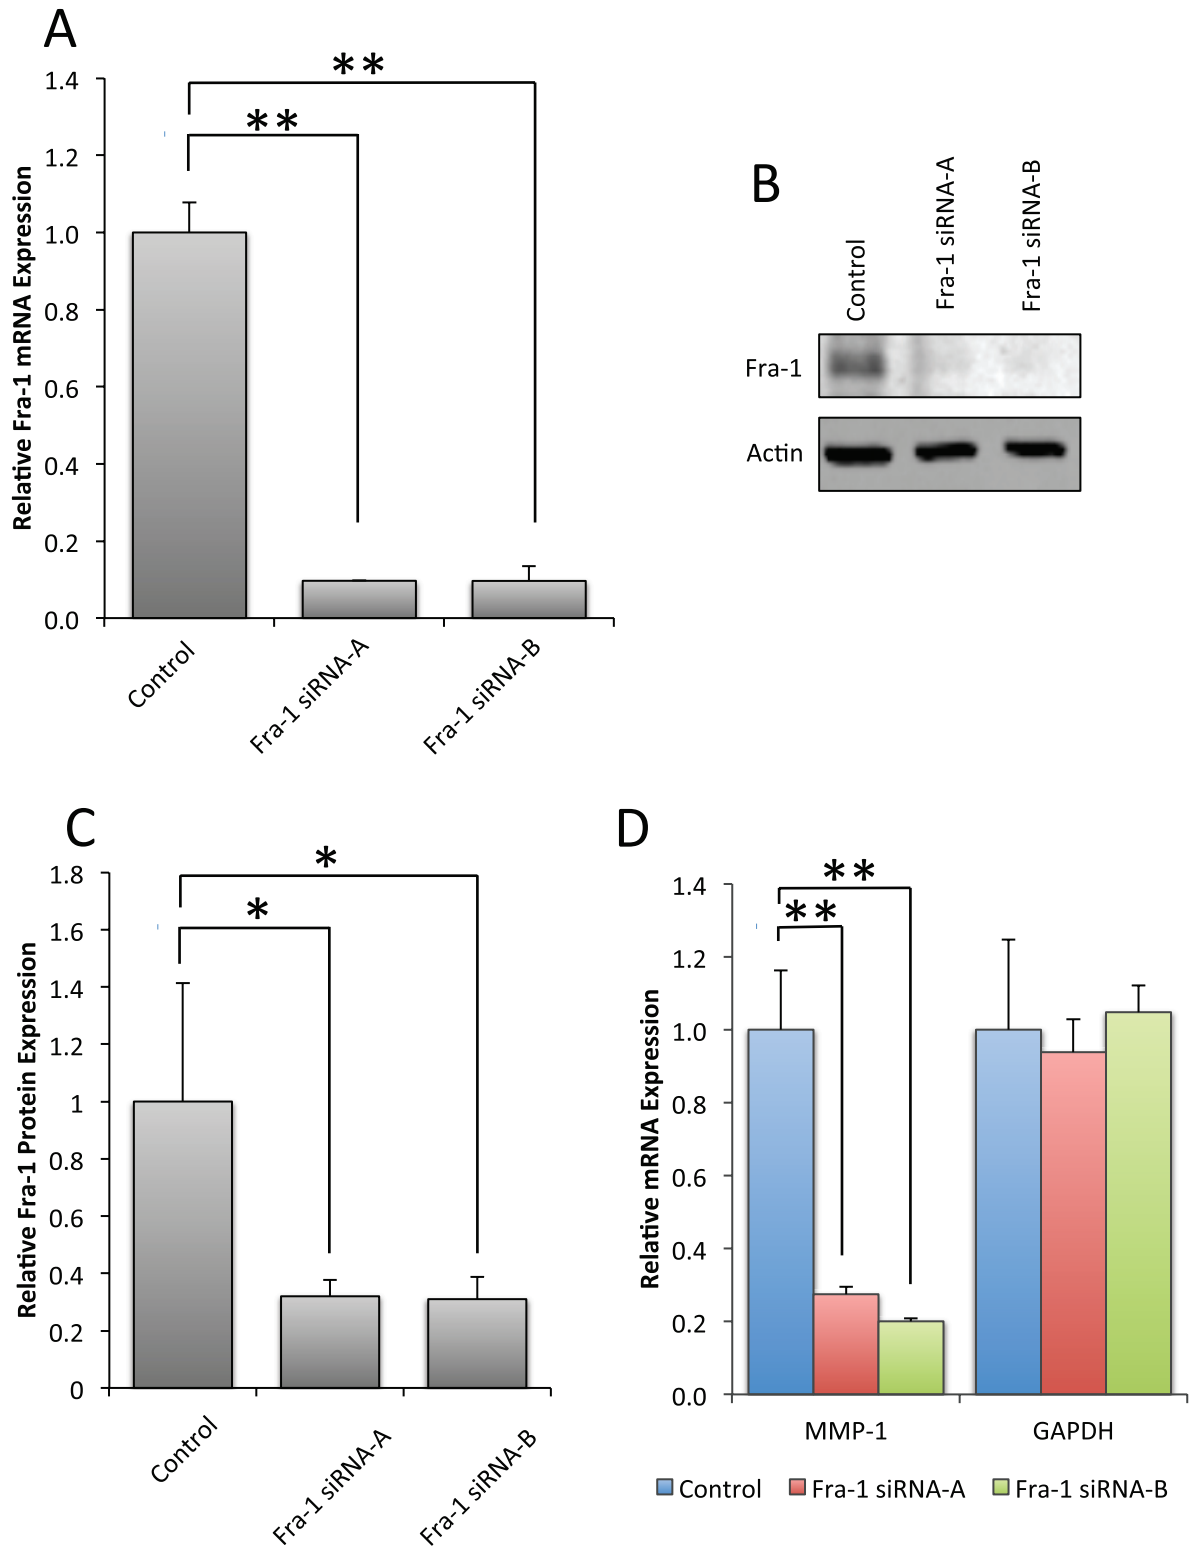 A
**
**
1.4
1.2
1.0
0.8
0.6
0.4
0.2
0.0
Relative Fra-1 mRNA Expression
Control
Fra-1 siRNA-A
Fra-1 siRNA-B
B
Control
Fra-1 siRNA-A
Fra-1 siRNA-B
Fra-1
Actin
C
*
*
1.8
1.6
1.4
1.2
1
0.8
0.6
0.4
0.2
0
Relative Fra-1 Protein Expression
Control
Fra-1 siRNA-A
Fra-1 siRNA-B
D
**
**
1.4
1.2
1.0
0.8
0.6
0.4
0.2
0.0
Relative mRNA Expression
MMP-1 GAPDH
Control Fra-1 siRNA-A Fra-1 siRNA-B